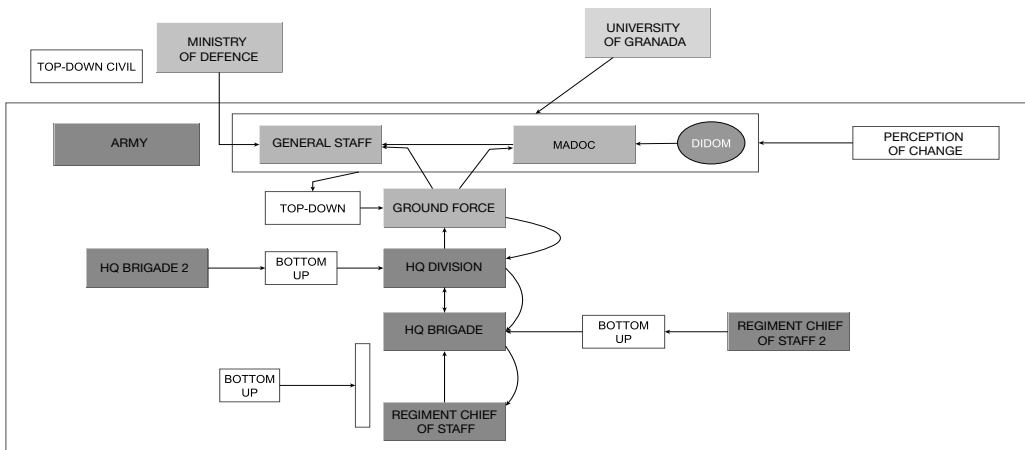 UNIVERSITY
OF GRANADA
MINISTRY
OF DEFENCE
TOP-DOWN CIVIL
ARMY
GENERAL STAFF
MADOC
DIDOM
PERCEPTION
OF CHANGE
TOP-DOWN
GROUND FORCE
HQ BRIGADE 2
BOTTOM
UP
HQ DIVISION
HQ BRIGADE
BOTTOM
UP
REGIMENT CHIEF
OF STAFF 2
BOTTOM
UP
REGIMENT CHIEF
OF STAFF